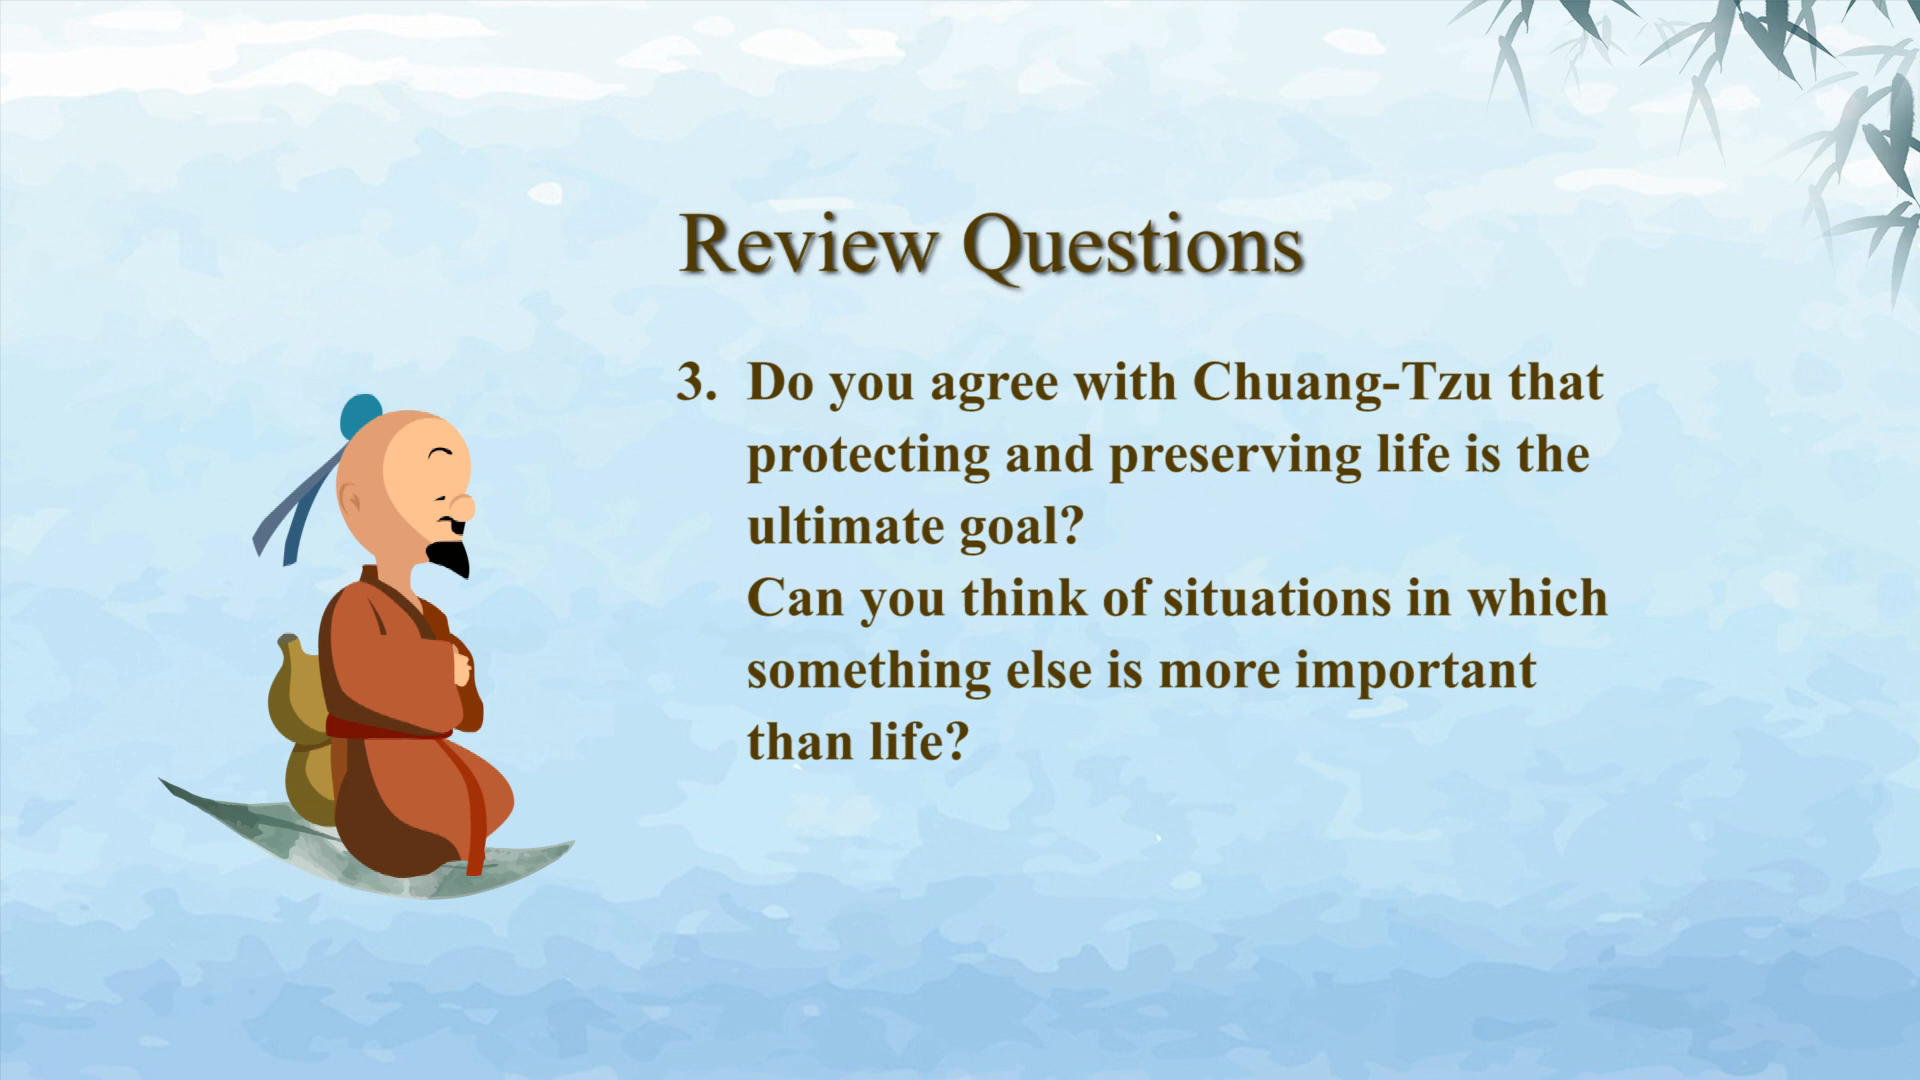 Review Questions
3. Do you agree with Chuang-Tzu that
protecting and preserving life is the
ultimate goal?
Can you think of situations in which
something else is more important
than life?